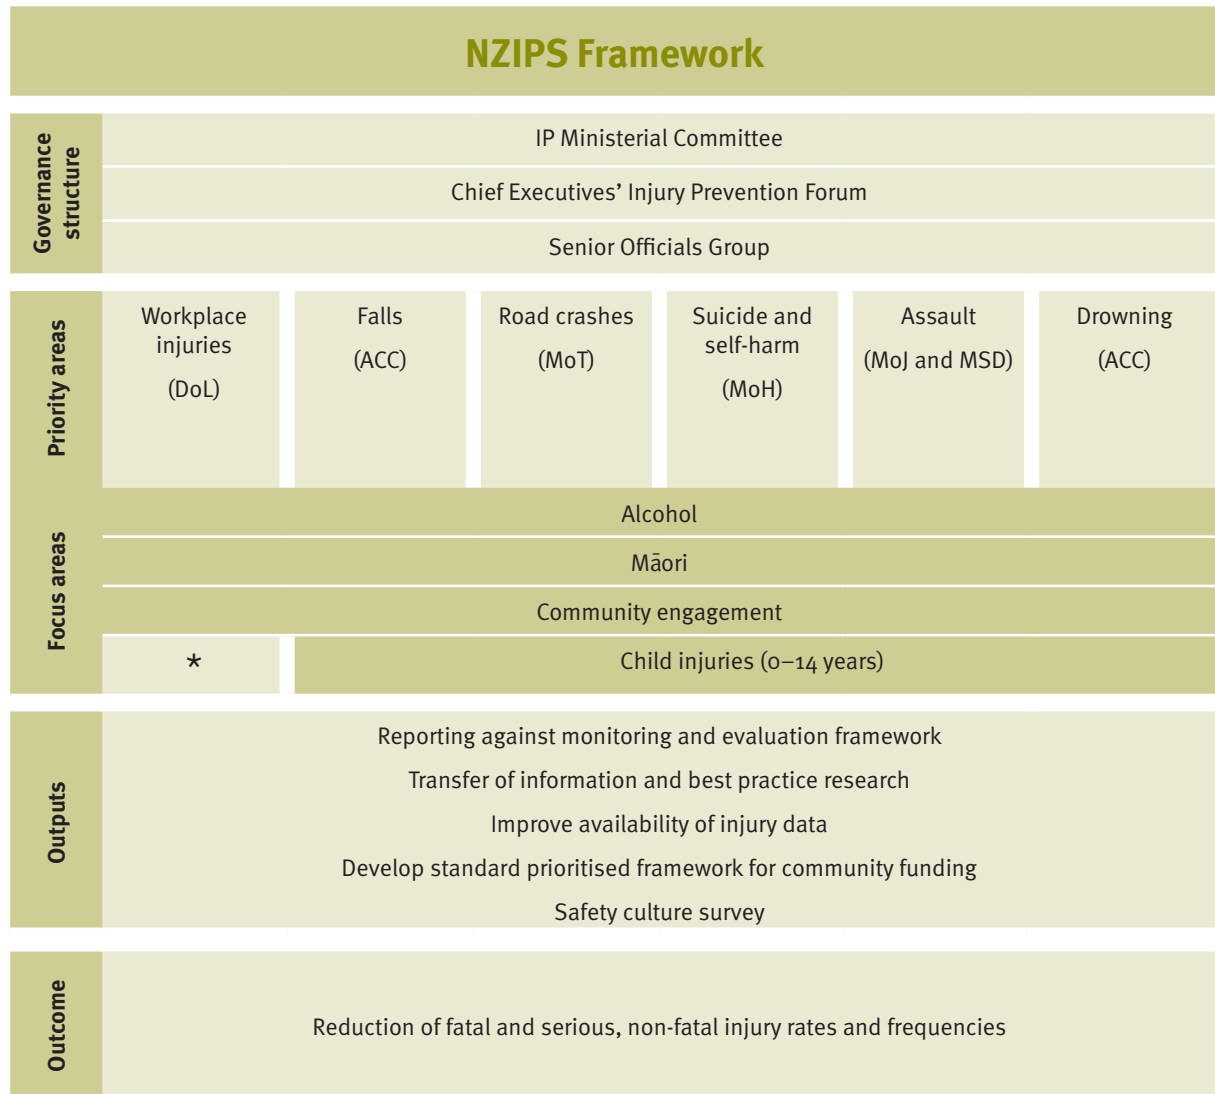 NZIPS Framework
Governance
structure
IP Ministerial Committee
Chief Executives’ Injury Prevention Forum
Senior Officials Group
Priority areas
Workplace
injuries
(DoL)
Falls
(ACC)
Road crashes
(MoT)
Suicide and
self-harm
(MoH)
Assault
(MoJ and MSD)
Drowning
(ACC)
Focus areas
Alcohol
Māori
Community engagement
*
Child injuries (0–14 years)
Outputs
Reporting against monitoring and evaluation framework
Transfer of information and best practice research
Improve availability of injury data
Develop standard prioritised framework for community funding
Safety culture survey
Outcome
Reduction of fatal and serious, non-fatal injury rates and frequencies